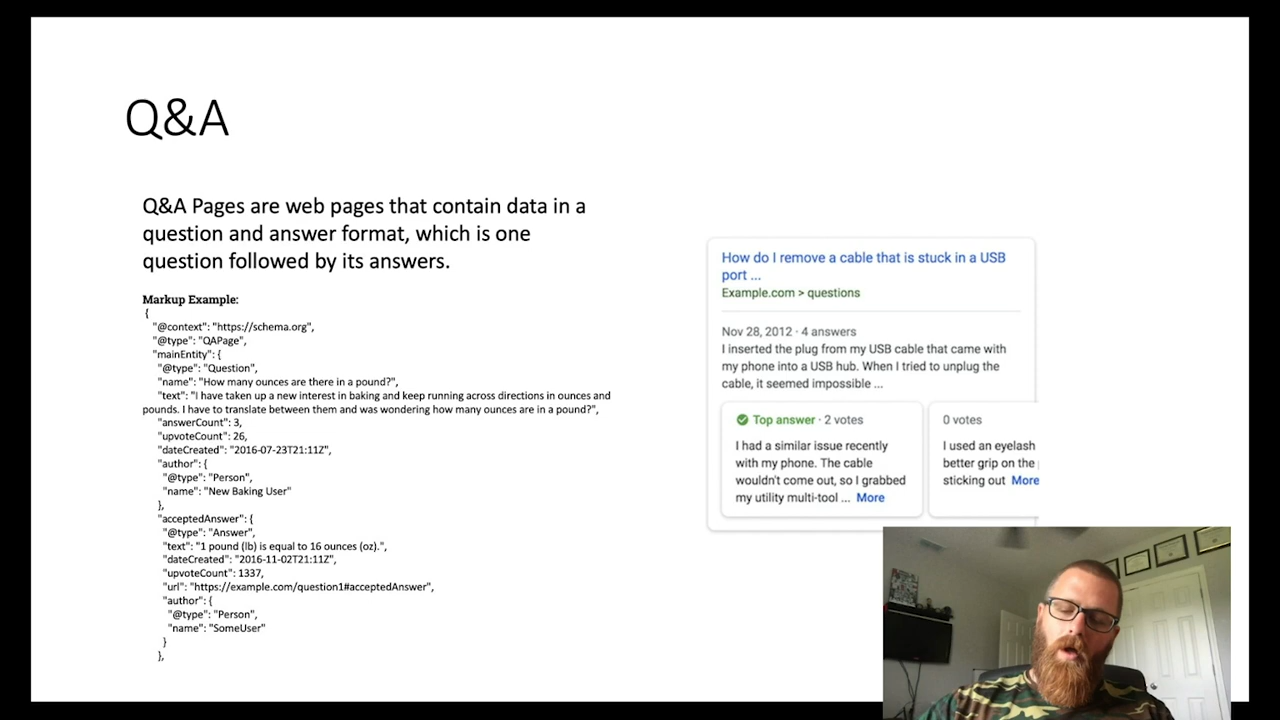 Q&A
Q&A Pages are web pages that contain data in a
question and answer format, which is one
question followed by its answers.
Markup Example:
{
"@context": "https://schema.org",
"@type": "QAPage",
"mainEntity": {
"@type": "Question",
"name": "How many ounces are there in a pound?",
"text": "I have taken up a new interest in baking and keep running across directions in ounces and
pounds. I have to translate between them and was wondering how many ounces are in a pound?",
"answerCount": 3,
"upvoteCount": 26,
"dateCreated": "2016-07-23T21:11Z",
"author": {
"@type": "Person",
"name": "New Baking User"
},
"acceptedAnswer": {
"@type": "Answer",
"text": "1 pound (lb) is equal to 16 ounces (oz).",
"dateCreated": "2016-11-02T21:11Z",
"upvoteCount": 1337,
"url": "https://example.com/question1#acceptedAnswer",
"author": {
"@type": "Person",
"name": "SomeUser"
}
},
How do I remove a cable that is stuck in a USB
port ...
Example.com > questions
Nov 28, 2012 · 4 answers
I inserted the plug from my USB cable that came with
my phone into a USB hub. When I tried to unplug the
cable, it seemed impossible ...
Top answer · 2 votes
I had a similar issue recently
with my phone. The cable
wouldn't come out, so I grabbed
my utility multi-tool ... More
0 votes
I used an eyelash
better grip on the
sticking out More